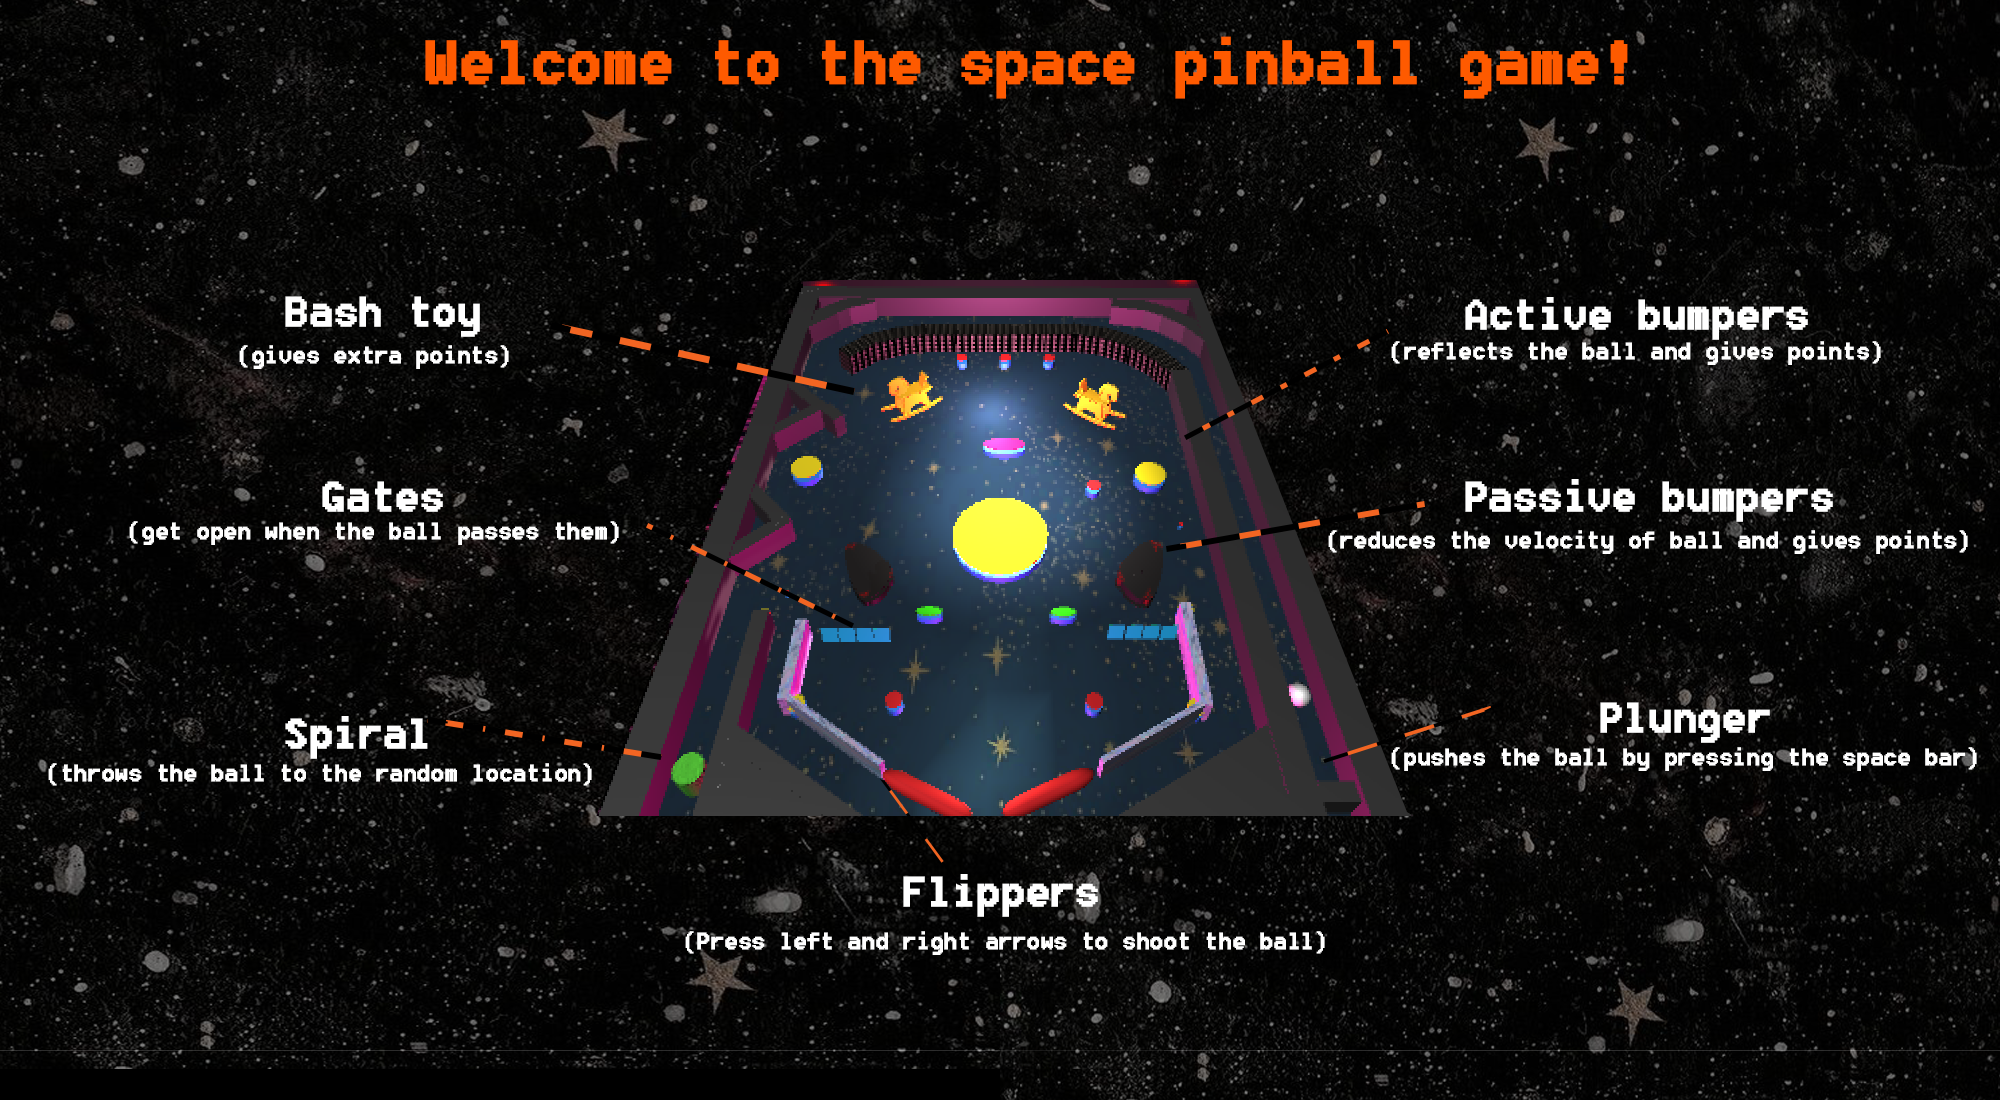 Welcome to the space pinball game!
Bash toy
(gives extra points)
Active bumpers
(reflects the ball and gives points)
Gates
(get open when the ball passes them)
Passive bumpers
(reduces the velocity of ball and gives points)
Spiral
(throws the ball to the random location)
Plunger
(pushes the ball by pressing the space bar)
Flippers
(Press left and right arrows to shoot the ball)